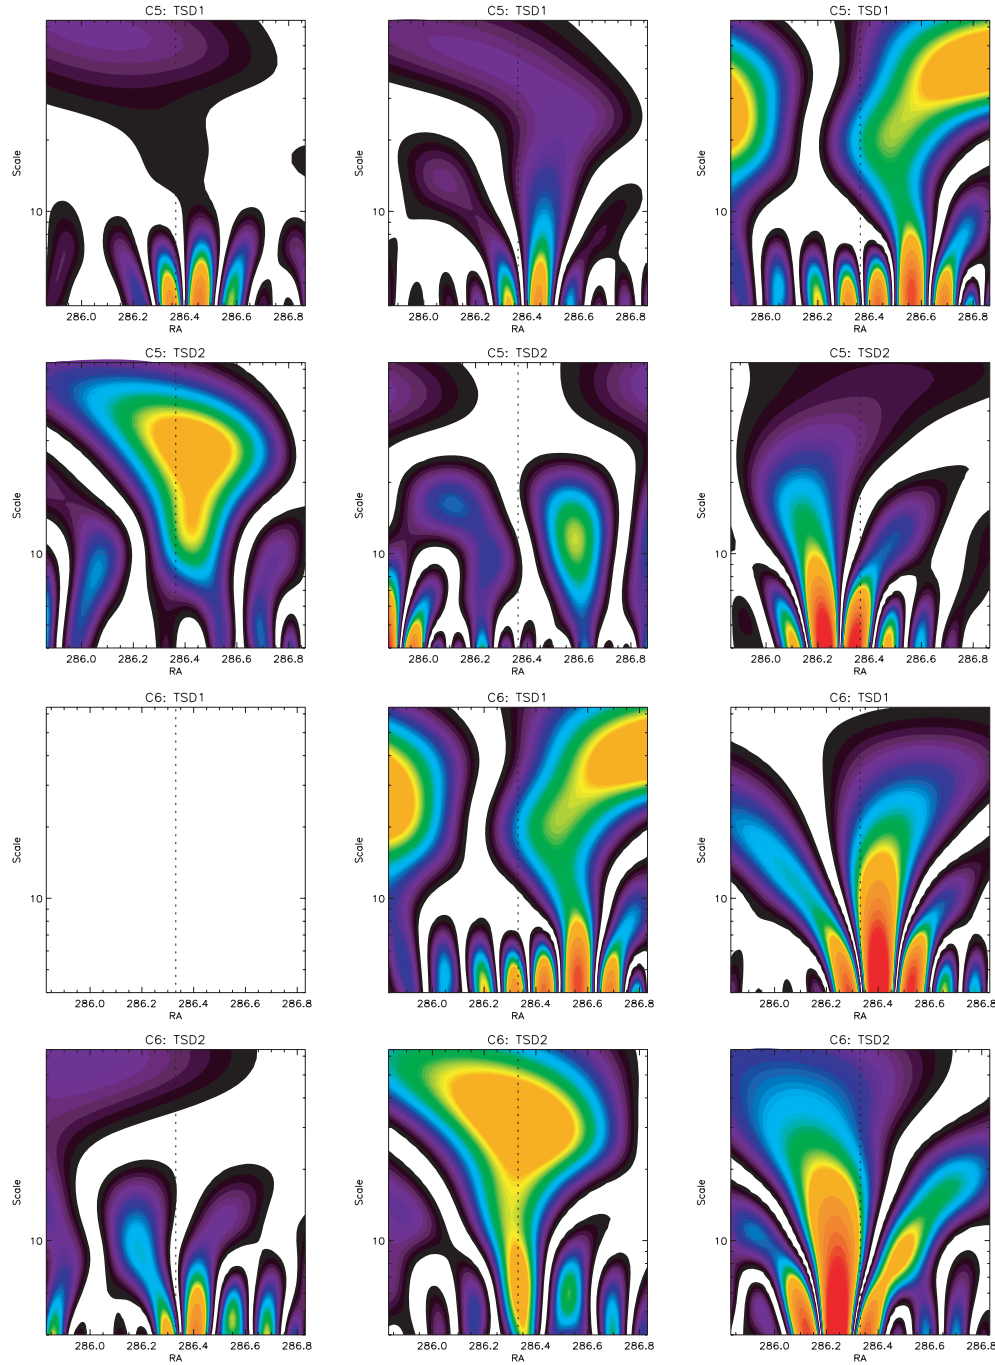 C5: TSD1 C5: TSD1 C5: TSD1
Scale Scale Scale
10 10 10
286.0 286.2 286.4 286.6 286.8 286.0 286.2 286.4 286.6 286.8 286.0 286.2 286.4 286.6 286.8
RA RA RA
C5: TSD2 C5: TSD2 C5: TSD2
Scale Scale Scale
10 10 10
286.0 286.2 286.4 286.6 286.8 286.0 286.2 286.4 286.6 286.8 286.0 286.2 286.4 286.6 286.8
RA RA RA
C6: TSD1 C6: TSD1 C6: TSD1
Scale Scale Scale
10 10 10
286.0 286.2 286.4 286.6 286.8 286.0 286.2 286.4 286.6 286.8 286.0 286.2 286.4 286.6 286.8
RA RA RA
C6: TSD2 C6: TSD2 C6: TSD2
Scale Scale Scale
10 10 10
286.0 286.2 286.4 286.6 286.8 286.0 286.2 286.4 286.6 286.8 286.0 286.2 286.4 286.6 286.8
RA RA RA